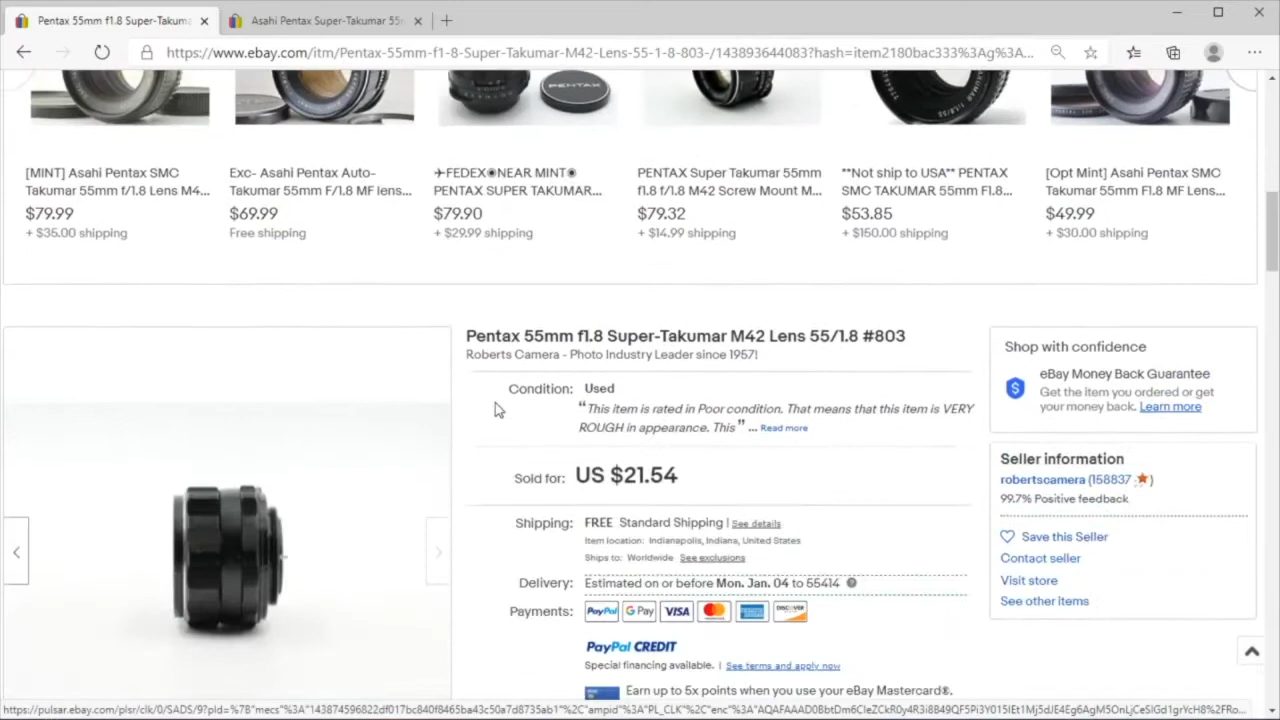 Pentax 55mm f1.8 Super-Takuma
Asahi Pentax Super-Takumar 55
https://www.ebay.com/itm/Pentax-55mm-f1-8-Super-Takumar-M42-Lens-55-1-8-803-/143893644083?hash=item2180bac333%3Ag%3A...
PENTAX
[MINT] Asahi Pentax SMC
Takumar 55mm f/1.8 Lens M4...
$79.99
+ $35.00 shipping
Exc- Asahi Pentax Auto-
Takumar 55mm F/1.8 MF lens...
$69.99
Free shipping
✈FEDEX◉NEAR MINT◉
PENTAX SUPER TAKUMAR...
$79.90
+ $29.99 shipping
PENTAX Super Takumar 55mm
f1.8 f/1.8 M42 Screw Mount M...
$79.32
+ $14.99 shipping
**Not ship to USA** PENTAX
SMC TAKUMAR 55mm F1.8...
$53.85
+ $150.00 shipping
[Opt Mint] Asahi Pentax SMC
Takumar 55mm F1.8 MF Lens...
$49.99
+ $30.00 shipping
Pentax 55mm f1.8 Super-Takumar M42 Lens 55/1.8 #803
Roberts Camera - Photo Industry Leader since 1957!
Condition: Used
“This item is rated in Poor condition. That means that this item is VERY
ROUGH in appearance. This” ... Read more
Sold for: US $21.54
Shipping: FREE Standard Shipping | See details
Item location: Indianapolis, Indiana, United States
Ships to: Worldwide See exclusions
Delivery: Estimated on or before Mon. Jan. 04 to 55414
Payments: PayPal G Pay VISA DISCOVER
PayPal CREDIT
Special financing available. | See terms and apply now
Earn up to 5x points when you use your eBay Mastercard®.
Shop with confidence
eBay Money Back Guarantee
Get the item you ordered or get
your money back. Learn more
Seller information
robertscamera (158837)
99.7% Positive feedback
Save this Seller
Contact seller
Visit store
See other items